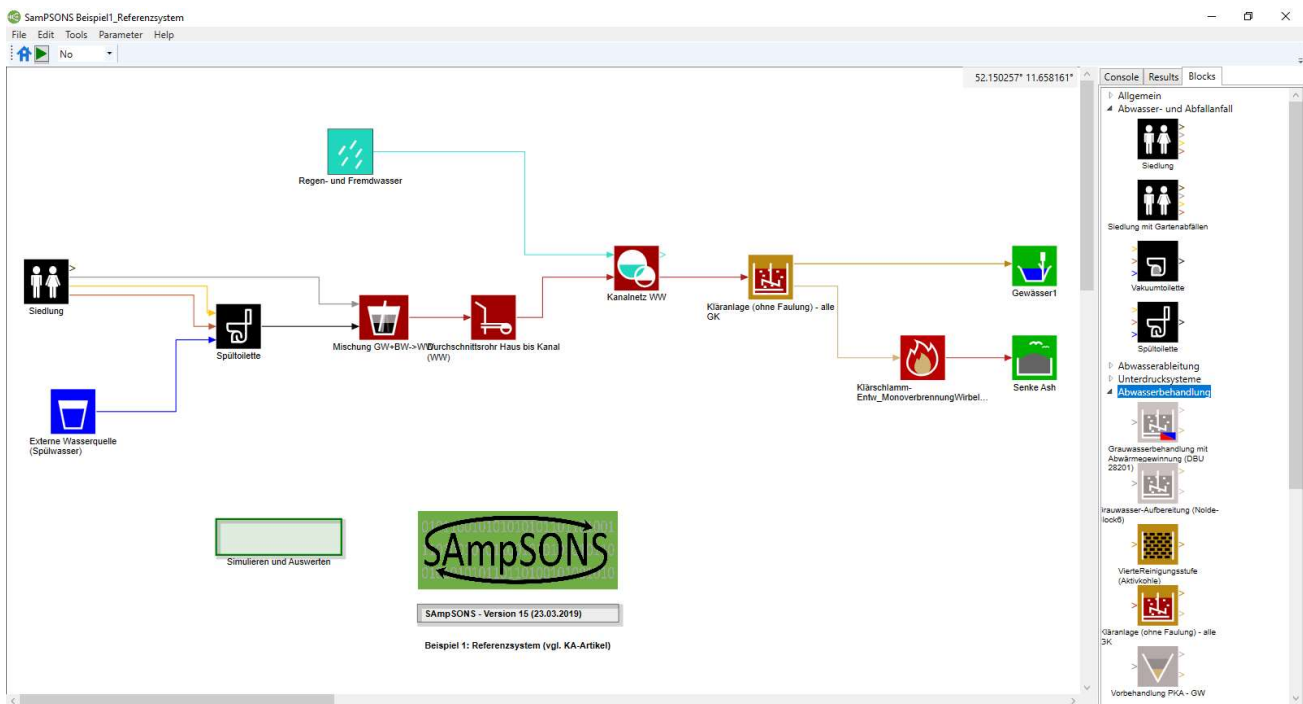 SamPSONS Beispiel1_Referenzsystem
File Edit Tools Parameter Help
No
52.150257° 11.658161°
Console Results Blocks
Allgemein
Abwasser- und Abfallanfall
Siedlung
Siedlung mit Gartenabfällen
Vakuumtoilette
Spültoilette
Abwasserableitung
Unterdrucksysteme
Abwasserbehandlung
Grauwasserbehandlung mit
Abwärmegewinnung (DBU
28201)
rauwasser-Aufbereitung (Nolde-
lock6)
VierteReinigungsstufe
(Aktivkohle)
Kläranlage (ohne Faulung) - alle
GK
Vorbehandlung PKA - GW
Regen- und Fremdwasser
Siedlung
Spültoilette
Externe Wasserquelle
(Spülwasser)
Mischung GW+BW->WW
Durchschnittsrohr Haus bis Kanal
(WW)
Kanalnetz WW
Kläranlage (ohne Faulung) - alle
GK
Gewässer1
Klärschlamm-
Entw_MonoverbrennungWirbel...
Senke Ash
Simulieren und Auswerten
SAmpSONS
SAmpSONS - Version 15 (23.03.2019)
Beispiel 1: Referenzsystem (vgl. KA-Artikel)